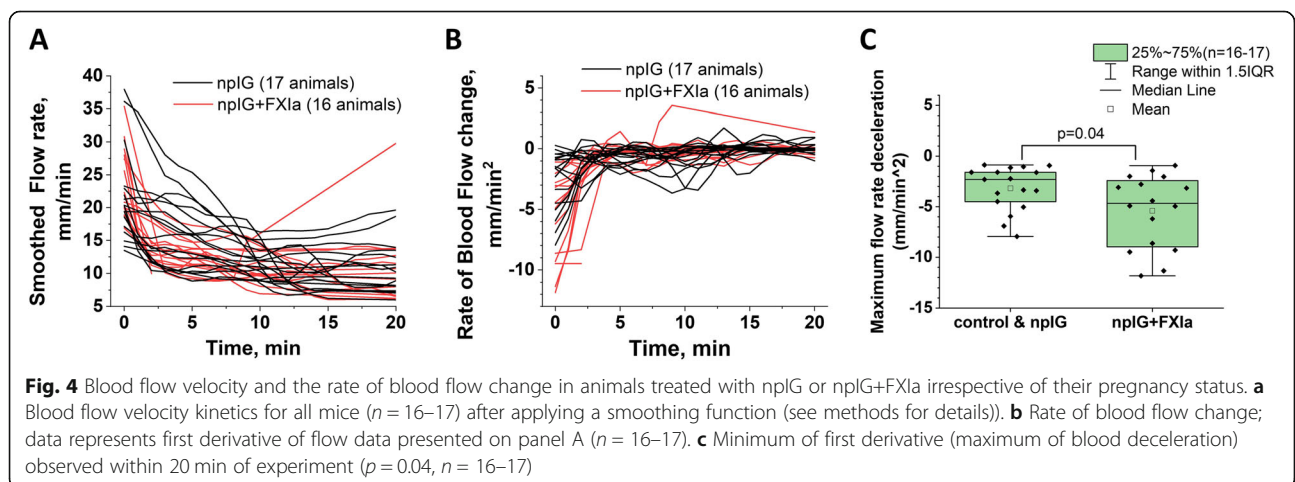 A
Smoothed Flow rate,
mm/min
40
35
30
25
20
15
10
5
0 5 10 15 20
Time, min
npIG (17 animals)
npIG+FXIa (16 animals)
B
Rate of Blood Flow change,
mm/min²
5
0
-5
-10
0 5 10 15 20
Time, min
npIG (17 animals)
npIG+FXIa (16 animals)
C
25%~75%(n=16-17)
Range within 1.5IQR
Median Line
Mean
Maximum flow rate deceleration
(mm/min^2)
5
0
-5
-10
-15
p=0.04
control & npIG npIG+FXIa
Fig. 4 Blood flow velocity and the rate of blood flow change in animals treated with npIG or npIG+FXIa irrespective of their pregnancy status. a
Blood flow velocity kinetics for all mice (n = 16–17) after applying a smoothing function (see methods for details)). b Rate of blood flow change;
data represents first derivative of flow data presented on panel A (n = 16–17). c Minimum of first derivative (maximum of blood deceleration)
observed within 20 min of experiment (p = 0.04, n = 16–17)